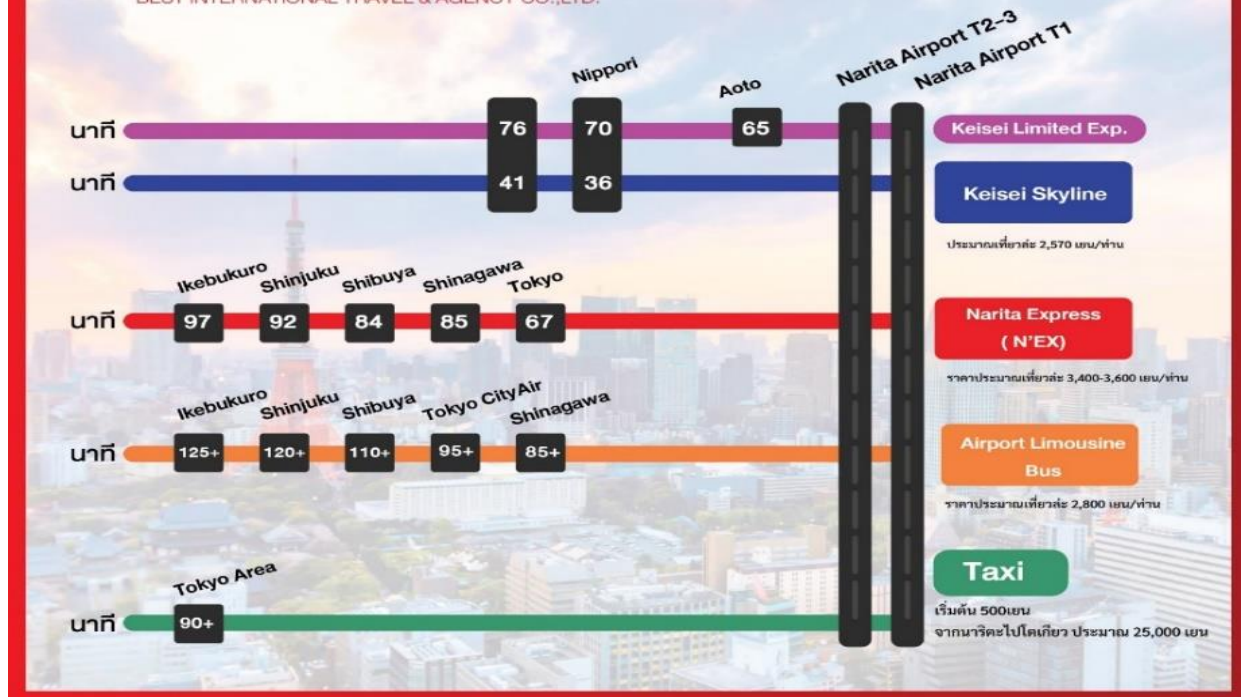 BEST INTERNATIONAL TRAVEL & AGENCY CO.,LTD.
Nippori
Aoto
Narita Airport T2-3
Narita Airport T1
นาที
76
70
65
Keisei Limited Exp.
นาที
41
36
Keisei Skyline
ประมาณเที่ยวล่ะ 2,570 เยน/ท่าน
Ikebukuro
Shinjuku
Shibuya
Shinagawa
Tokyo
นาที
97
92
84
85
67
Narita Express
( N'EX)
ราคาประมาณเที่ยวล่ะ 3,400-3,600 เยน/ท่าน
Ikebukuro
Shinjuku
Shibuya
Tokyo CityAir
Shinagawa
นาที
125+
120+
110+
95+
85+
Airport Limousine
Bus
ราคาประมาณเที่ยวล่ะ 2,800 เยน/ท่าน
Tokyo Area
นาที
90+
Taxi
เริ่มต้น 500เยน
จากนาริตะไปโตเกียว ประมาณ 25,000 เยน